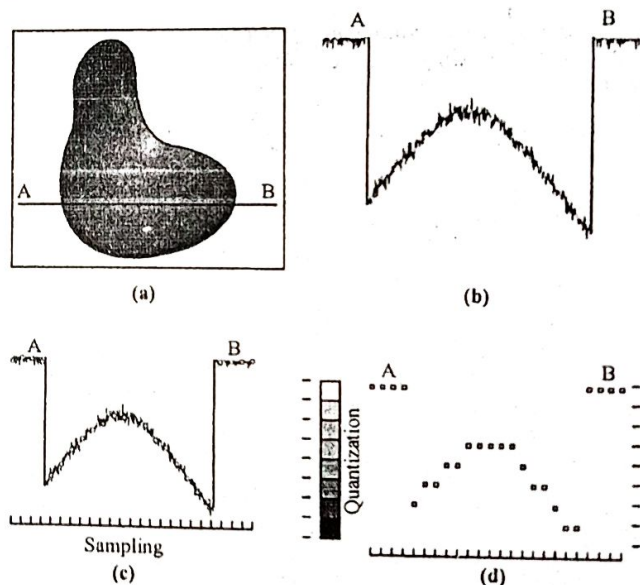 A B
A B
(a)
(b)
A B
Sampling
(c)
A B
Quantization
(d)